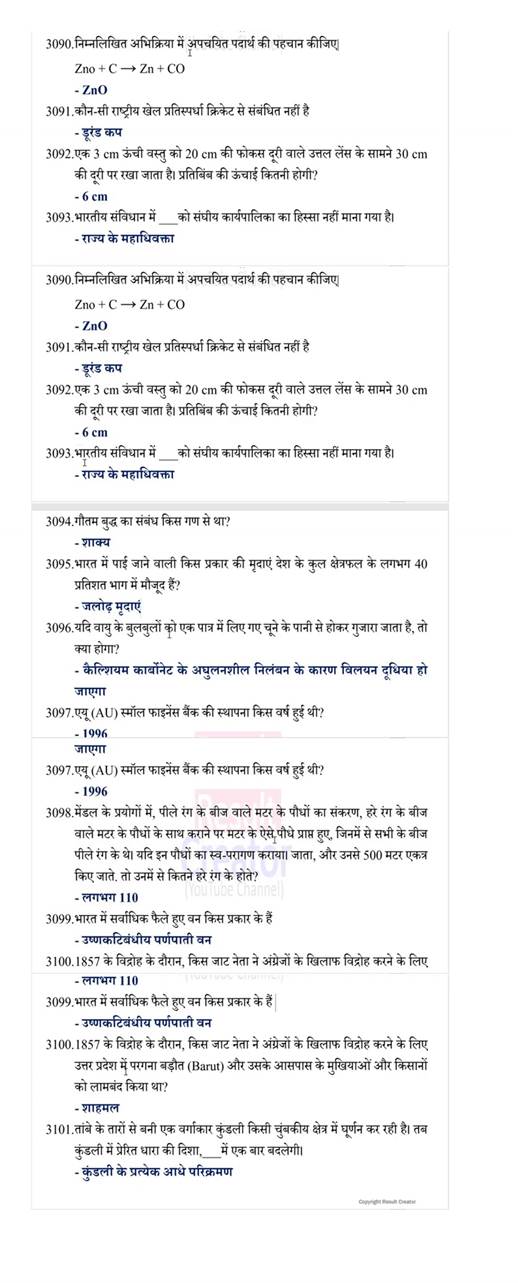 3090.निम्नलिखित अभिक्रिया में अपचयित पदार्थ की पहचान कीजिए|
Zno + C → Zn + CO
- ZnO
3091.कौन-सी राष्ट्रीय खेल प्रतिस्पर्धा क्रिकेट से संबंधित नहीं है
- डूरंड कप
3092.एक 3 cm ऊंची वस्तु को 20 cm की फोकस दूरी वाले उत्तल लेंस के सामने 30 cm
की दूरी पर रखा जाता है। प्रतिबिंब की ऊंचाई कितनी होगी?
- 6 cm
3093.भारतीय संविधान में ___को संघीय कार्यपालिका का हिस्सा नहीं माना गया है।
- राज्य के महाधिवक्ता
3090.निम्नलिखित अभिक्रिया में अपचयित पदार्थ की पहचान कीजिए|
Zno + C → Zn + CO
- ZnO
3091.कौन-सी राष्ट्रीय खेल प्रतिस्पर्धा क्रिकेट से संबंधित नहीं है
- डूरंड कप
3092.एक 3 cm ऊंची वस्तु को 20 cm की फोकस दूरी वाले उत्तल लेंस के सामने 30 cm
की दूरी पर रखा जाता है। प्रतिबिंब की ऊंचाई कितनी होगी?
- 6 cm
3093.भारतीय संविधान में ___को संघीय कार्यपालिका का हिस्सा नहीं माना गया है।
- राज्य के महाधिवक्ता
3094.गौतम बुद्ध का संबंध किस गण से था?
- शाक्य
3095.भारत में पाई जाने वाली किस प्रकार की मृदाएं देश के कुल क्षेत्रफल के लगभग 40
प्रतिशत भाग में मौजूद हैं?
- जलोढ़ मृदाएं
3096.यदि वायु के बुलबुलों को एक पात्र में लिए गए चूने के पानी से होकर गुजारा जाता है, तो
क्या होगा?
- कैल्शियम कार्बोनेट के अघुलनशील निलंबन के कारण विलयन दूधिया हो
जाएगा
3097.एयू (AU) स्मॉल फाइनेंस बैंक की स्थापना किस वर्ष हुई थी?
- 1996
जाएगा
3097.एयू (AU) स्मॉल फाइनेंस बैंक की स्थापना किस वर्ष हुई थी?
- 1996
Result
3098.मेंडल के प्रयोगों में, पीले रंग के बीज वाले मटर के पौधों का संकरण, हरे रंग के बीज
वाले मटर के पौधों के साथ कराने पर मटर के ऐसे पौधे प्राप्त हुए, जिनमें से सभी के बीज
पीले रंग के थे। यदि इन पौधों का स्व-परागण कराया। जाता, और उनसे 500 मटर एकत्र
Creator
किए जाते. तो उनमें से कितने हरे रंग के होते?
(YouTube Channel)
- लगभग 110
3099.भारत में सर्वाधिक फैले हुए वन किस प्रकार के हैं
- उष्णकटिबंधीय पर्णपाती वन
3100.1857 के विद्रोह के दौरान, किस जाट नेता ने अंग्रेजों के खिलाफ विद्रोह करने के लिए
- लगभग 110
3099.भारत में सर्वाधिक फैले हुए वन किस प्रकार के हैं
- उष्णकटिबंधीय पर्णपाती वन
3100.1857 के विद्रोह के दौरान, किस जाट नेता ने अंग्रेजों के खिलाफ विद्रोह करने के लिए
उत्तर प्रदेश में परगना बड़ौत (Barut) और उसके आसपास के मुखियाओं और किसानों
को लामबंद किया था?
- शाहमल
3101.तांबे के तारों से बनी एक वर्गाकार कुंडली किसी चुंबकीय क्षेत्र में घूर्णन कर रही है। तब
कुंडली में प्रेरित धारा की दिशा,___में एक बार बदलेगी।
- कुंडली के प्रत्येक आधे परिक्रमण
Copyright Result Creator